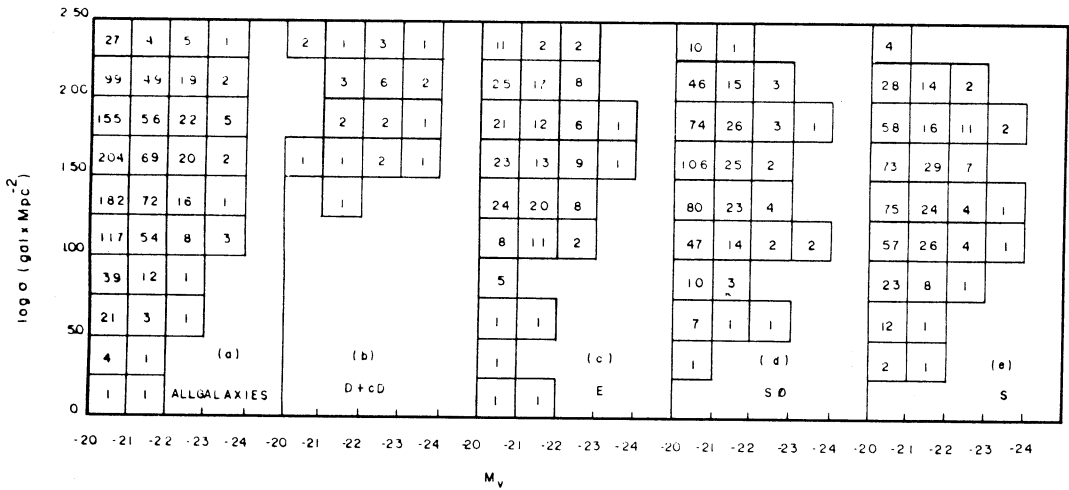 2 50
27 4 5 1 2 1 3 1 11 2 2 10 1 4
99 49 19 2 3 6 2 25 17 8 46 15 3 28 14 2
2 00
155 56 22 5 2 2 1 21 12 6 1 74 26 3 1 58 16 11 2
204 69 20 2 1 1 2 1 23 13 9 1 106 25 2 73 29 7
1 50
182 72 16 1 1 24 20 8 80 23 4 75 24 4 1
117 54 8 3 8 11 2 47 14 2 2 57 26 4 1
1.00
39 12 1 5 10 3 23 8 1
21 3 1 1 1 7 1 1 12 1
.50
4 1 (a) (b) 1 (c) 1 (d) 2 1 (e)
1 1 ALLGALAXIES D+cD 1 1 E S0 S
0
-20 -21 -22 -23 -24 -20 -21 -22 -23 -24 -20 -21 -22 -23 -24 -20 -21 -22 -23 -24 -20 -21 -22 -23 -24
Mv
log σ (gal x Mpc-2)